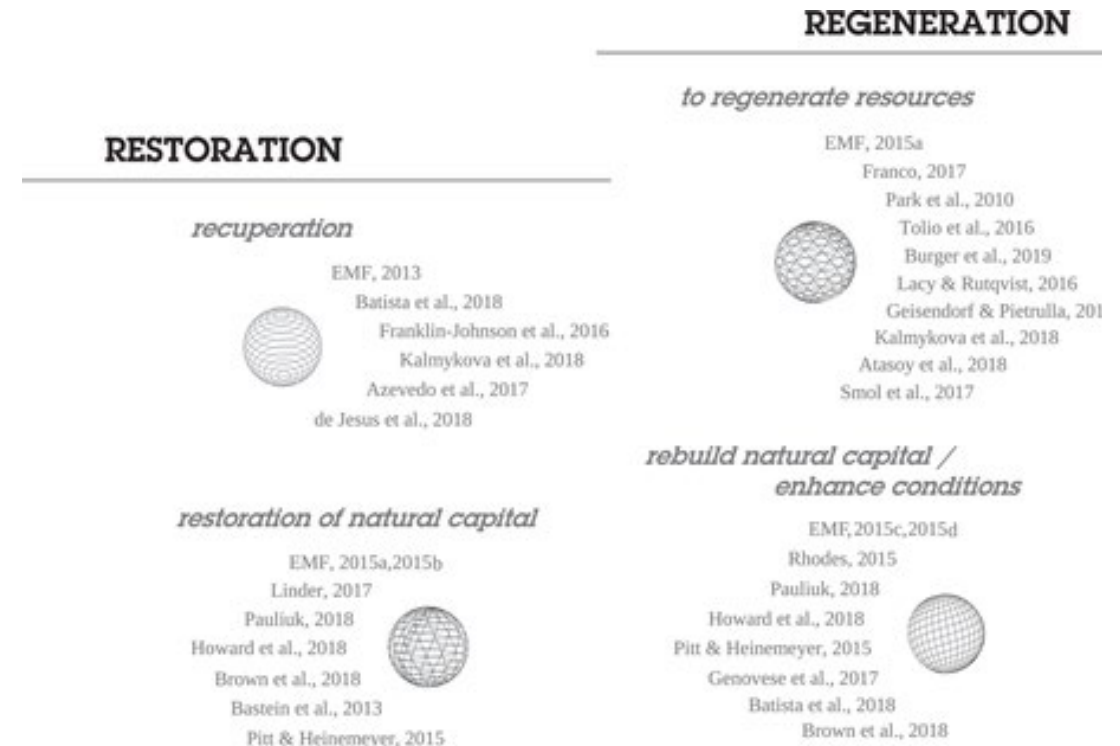 RESTORATION
recuperation
EMF, 2013
Batista et al., 2018
Franklin-Johnson et al., 2016
Kalmykova et al., 2018
Azevedo et al., 2017
de Jesus et al., 2018
restoration of natural capital
EMF, 2015a,2015b
Linder, 2017
Pauliuk, 2018
Howard et al., 2018
Brown et al., 2018
Bastein et al., 2013
Pitt & Heinemeyer, 2015
REGENERATION
to regenerate resources
EMF, 2015a
Franco, 2017
Park et al., 2010
Tolio et al., 2016
Burger et al., 2019
Lacy & Rutqvist, 2016
Geisendorf & Pietrulla, 201
Kalmykova et al., 2018
Atasoy et al., 2018
Smol et al., 2017
rebuild natural capital /
enhance conditions
EMF,2015c,2015d
Rhodes, 2015
Pauliuk, 2018
Howard et al., 2018
Pitt & Heinemeyer, 2015
Genovese et al., 2017
Batista et al., 2018
Brown et al., 2018